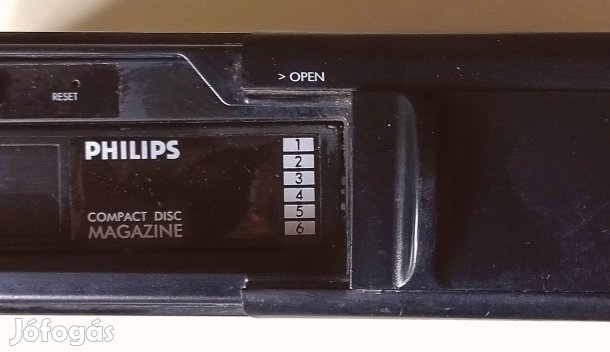 > OPEN
RESET
PHILIPS
1
2
3
4
5
6
COMPACT DISC
MAGAZINE
Jófogás